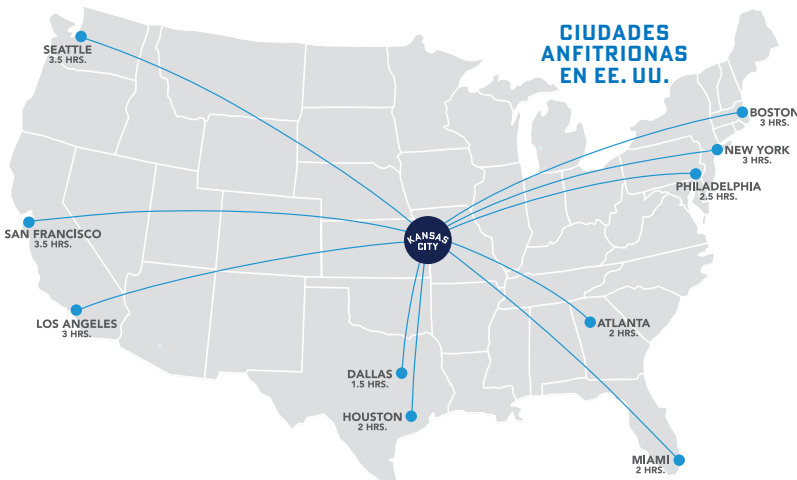 CIUDADES
ANFITRIONAS
EN EE. UU.
SEATTLE
3.5 HRS.
BOSTON
3 HRS.
NEW YORK
3 HRS.
PHILADELPHIA
2.5 HRS.
SAN FRANCISCO
3.5 HRS.
KANSAS
CITY
LOS ANGELES
3 HRS.
ATLANTA
2 HRS.
DALLAS
1.5 HRS.
HOUSTON
2 HRS.
MIAMI
2 HRS.